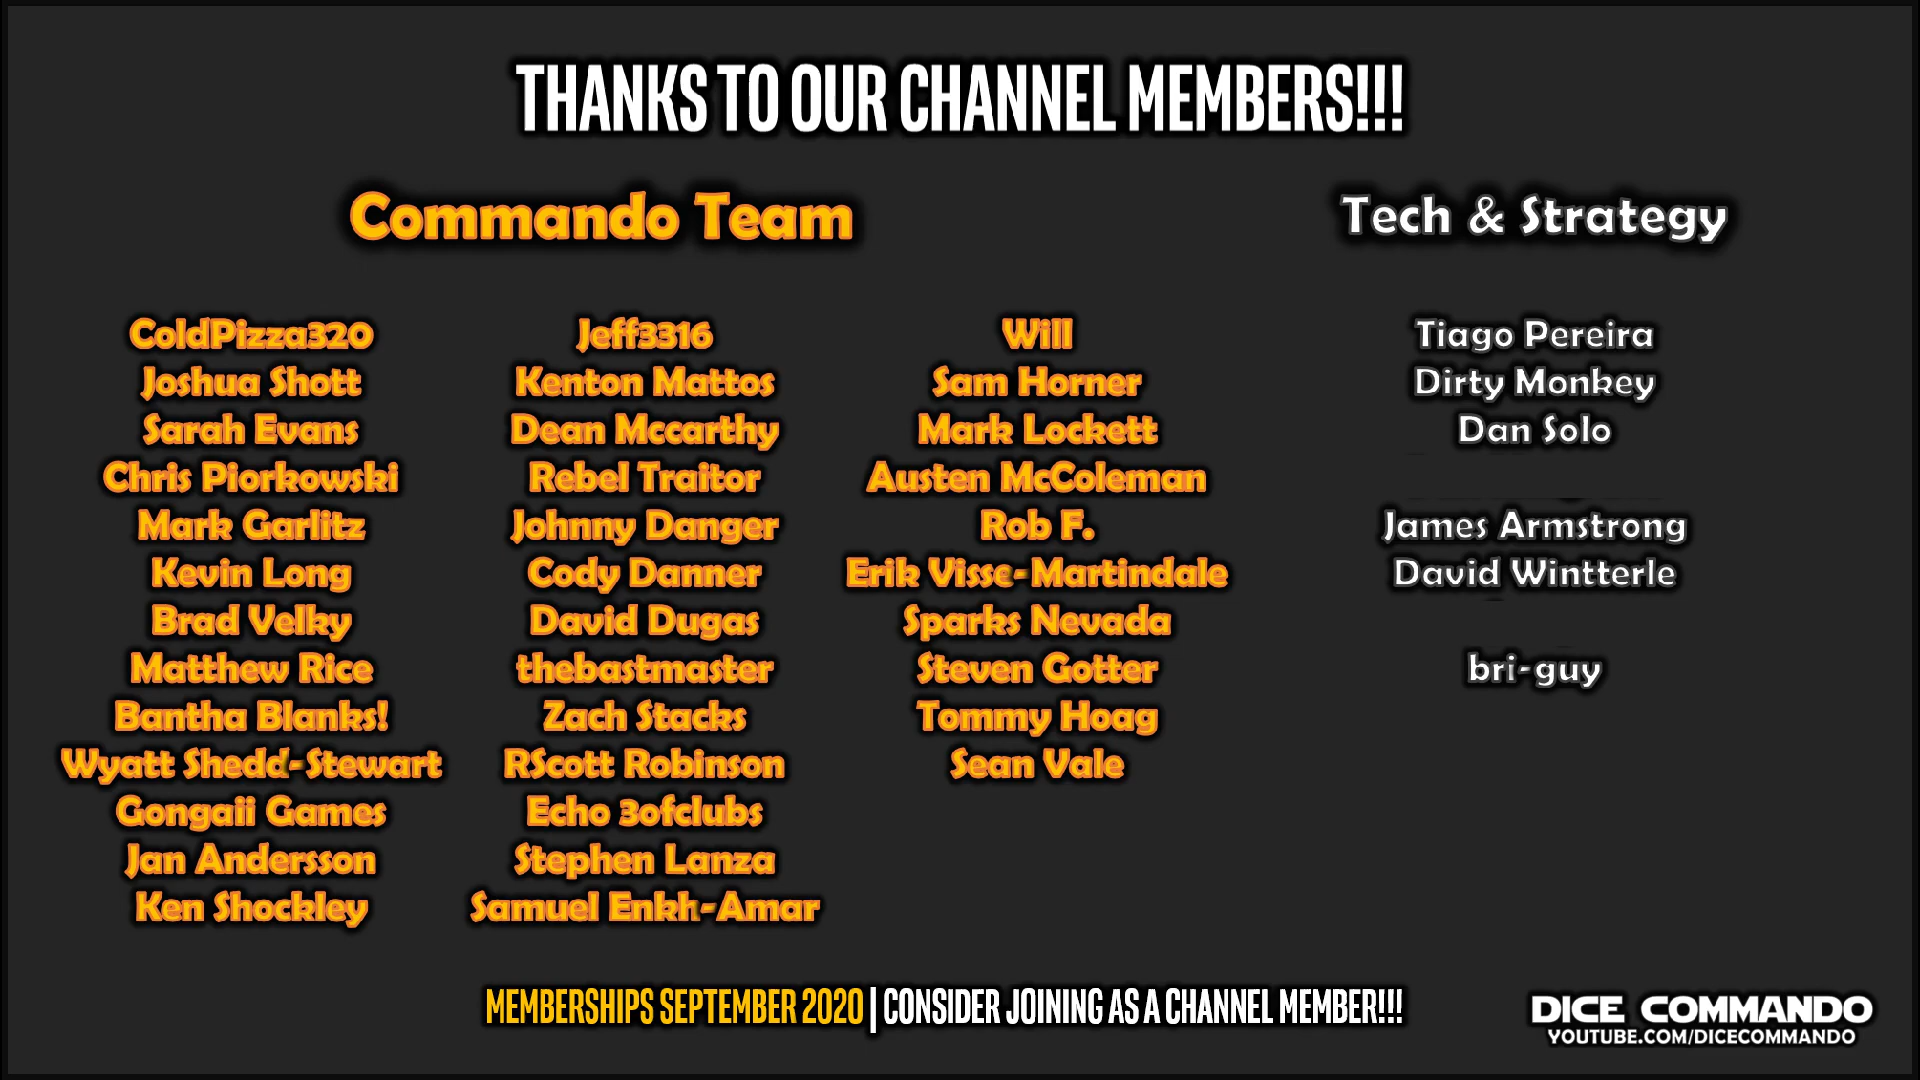 THANKS TO OUR CHANNEL MEMBERS!!!
Commando Team
ColdPizza320
Joshua Shott
Sarah Evans
Chris Piorkowski
Mark Garlitz
Kevin Long
Brad Velky
Matthew Rice
Bantha Blanks!
Wyatt Shedd-Stewart
Gongaii Games
Jan Andersson
Ken Shockley
Jeff3316
Kenton Mattos
Dean Mccarthy
Rebel Traitor
Johnny Danger
Cody Danner
David Dugas
thebastmaster
Zach Stacks
RScott Robinson
Echo 3ofclubs
Stephen Lanza
Samuel Enkh-Amar
Will
Sam Horner
Mark Lockett
Austen McColeman
Rob F.
Erik Visse-Martindale
Sparks Nevada
Steven Gotter
Tommy Hoag
Sean Vale
Tech & Strategy
Tiago Pereira
Dirty Monkey
Dan Solo
James Armstrong
David Wintterle
bri-guy
MEMBERSHIPS SEPTEMBER 2020 | CONSIDER JOINING AS A CHANNEL MEMBER!!!
DICE COMMANDO
YOUTUBE.COM/DICECOMMANDO